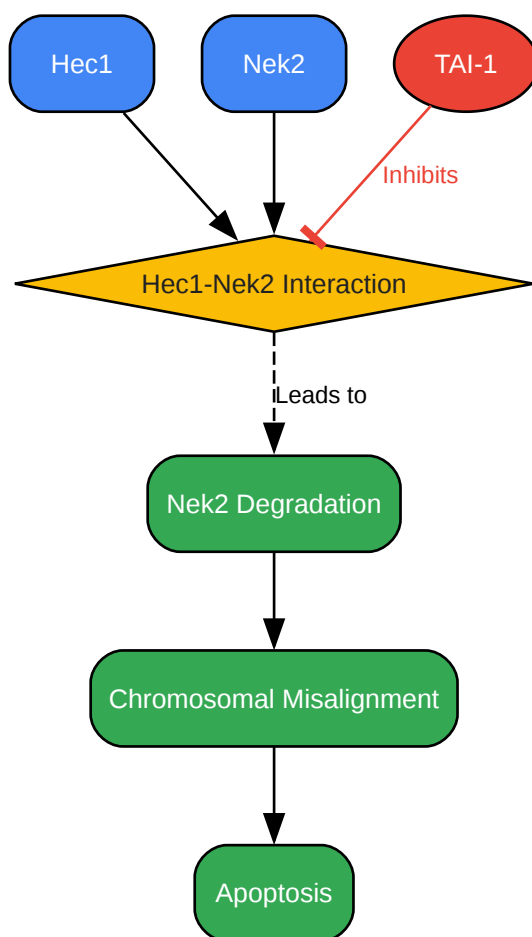 Hec1
Nek2
TAI-1
Inhibits
Hec1-Nek2 Interaction
Leads to
Nek2 Degradation
Chromosomal Misalignment
Apoptosis